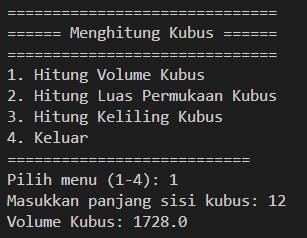 =============================
====== Menghitung Kubus ======
=============================
1. Hitung Volume Kubus
2. Hitung Luas Permukaan Kubus
3. Hitung Keliling Kubus
4. Keluar
=============================
Pilih menu (1-4): 1
Masukkan panjang sisi kubus: 12
Volume Kubus: 1728.0